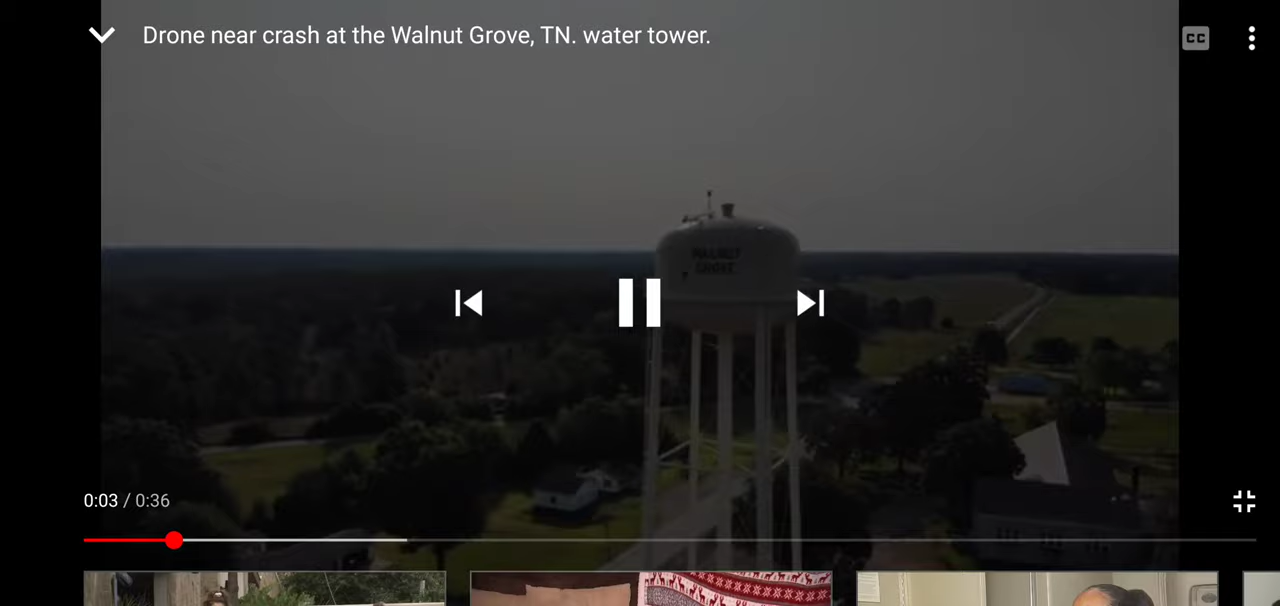 Drone near crash at the Walnut Grove, TN. water tower.
CC
WALNUT
GROVE
0:03 / 0:36